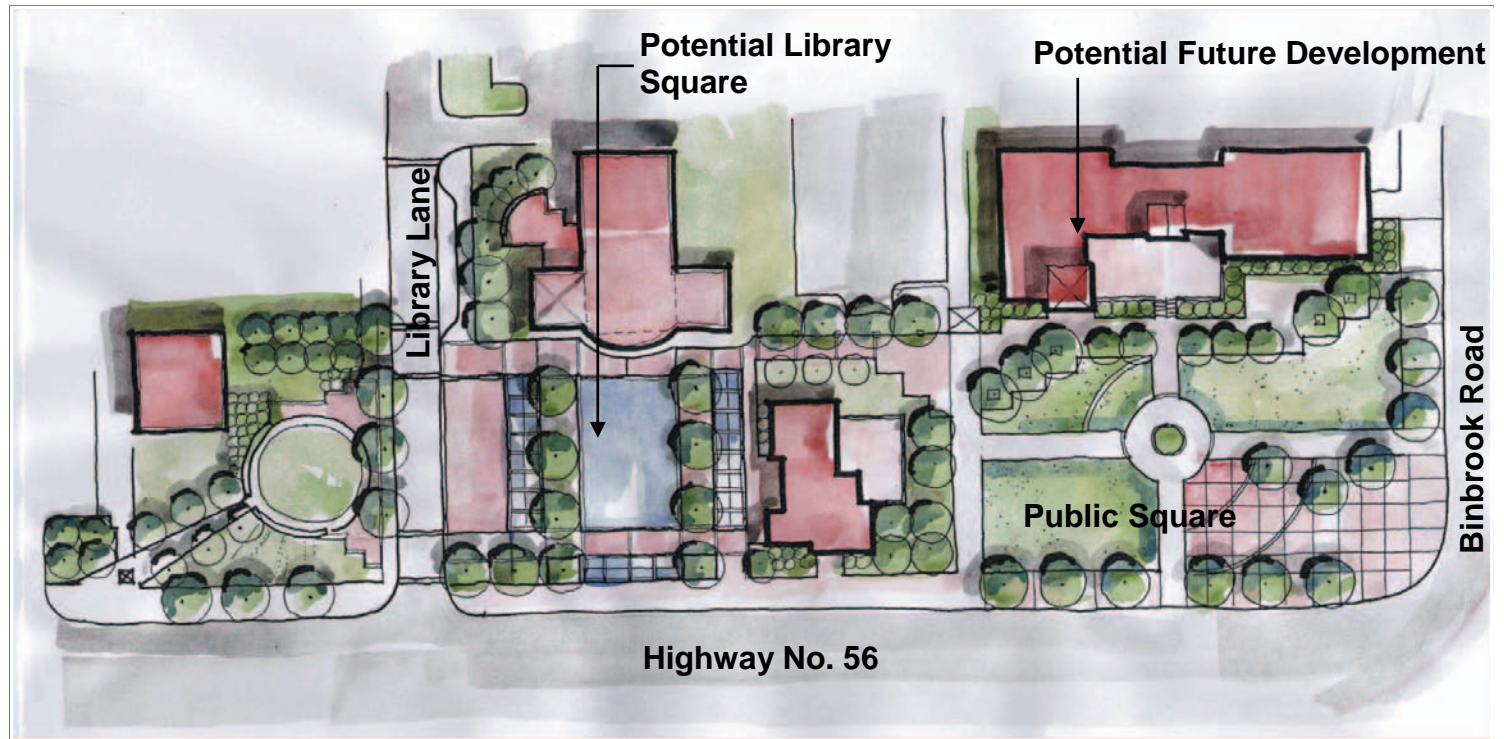 Potential Library
Square
Potential Future Development
Library Lane
Binbrook Road
Public Square
Highway No. 56